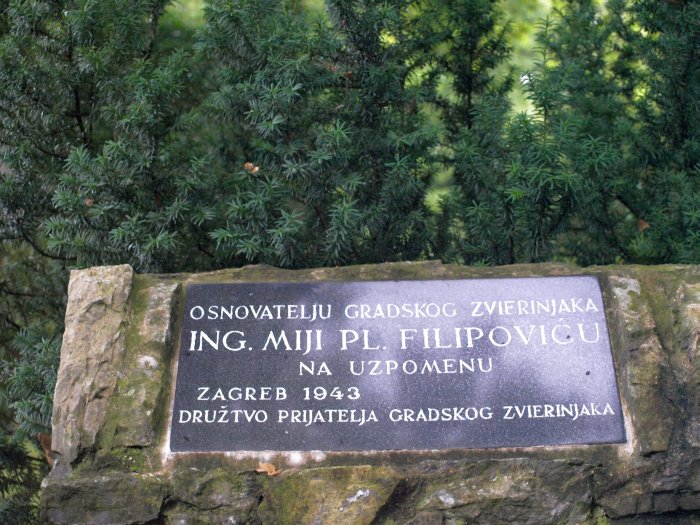 OSNOVATELJU GRADSKOG ZVIERINJAKA
ING. MIJI PL. FILIPOVIĆU
NA UZPOMENU
ZAGREB 1943
DRUŽTVO PRIJATELJA GRADSKOG ZVIERINJAKA